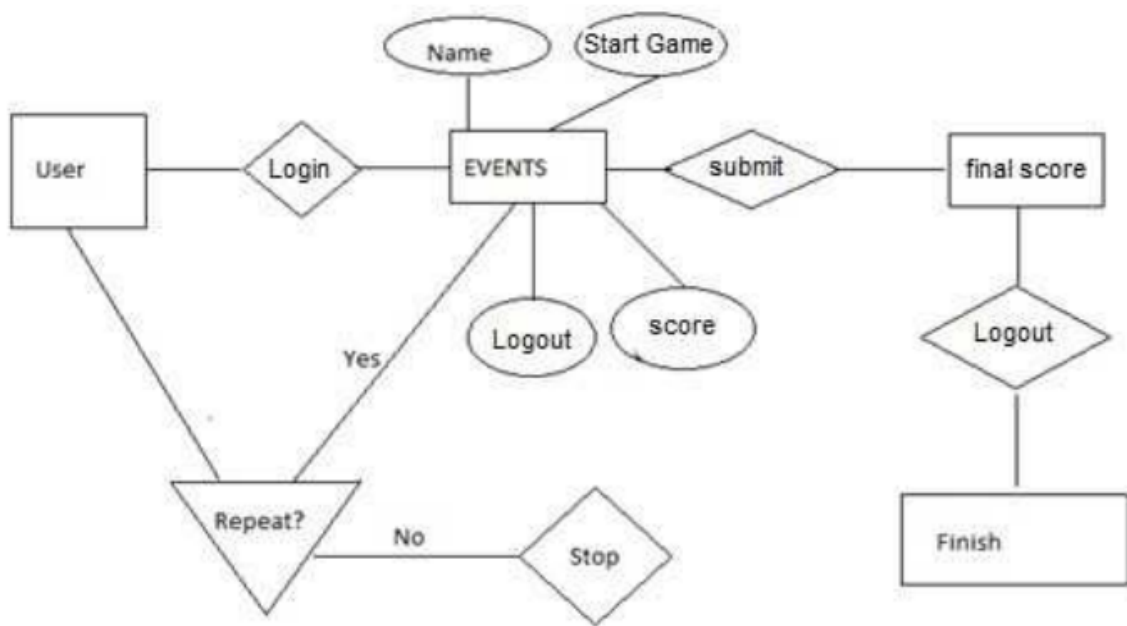 Name
Start Game
User
Login
EVENTS
submit
final score
Logout
score
Logout
Yes
Repeat?
No
Stop
Finish